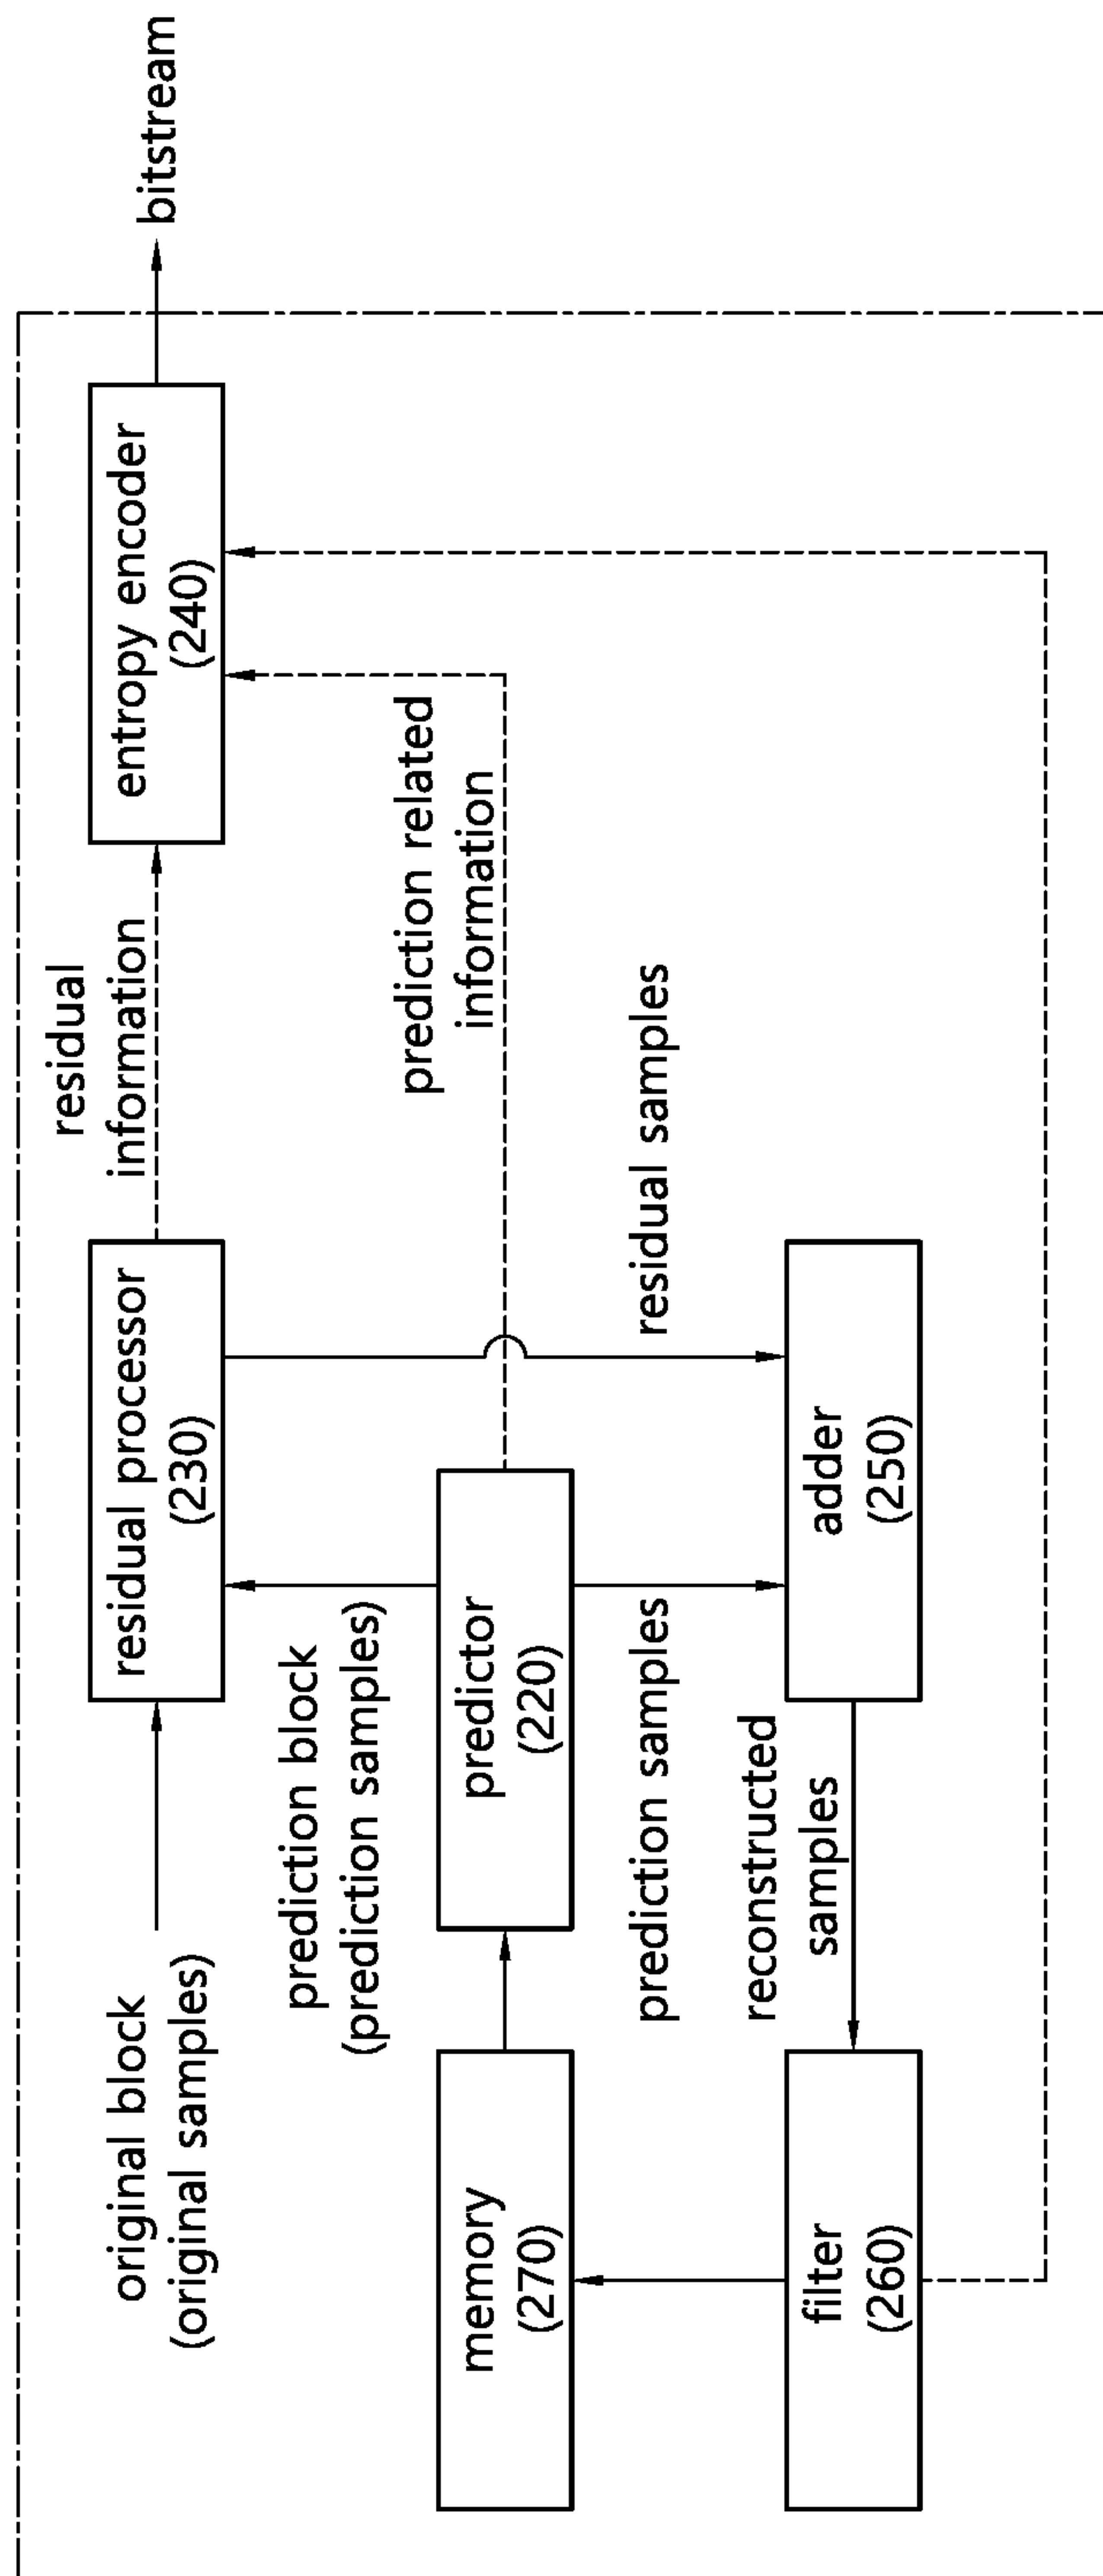 original block
(original samples)
residual processor
(230)
residual
information
entropy encoder
(240)
bitstream
prediction block
(prediction samples)
prediction related
information
memory
(270)
predictor
(220)
prediction samples
residual samples
reconstructed
samples
filter
(260)
adder
(250)